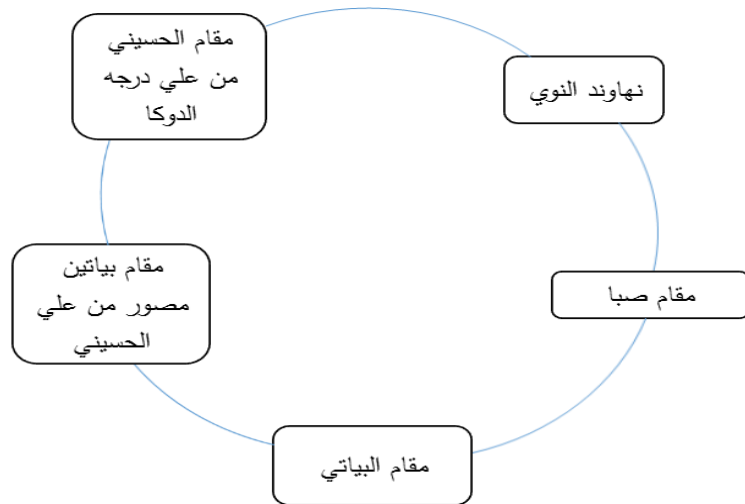 مقام الحسيني
من علي درجه
الدوكا
نهاوند النوي
مقام صبا
مقام البياتي
مقام بياتين
مصور من علي
الحسيني